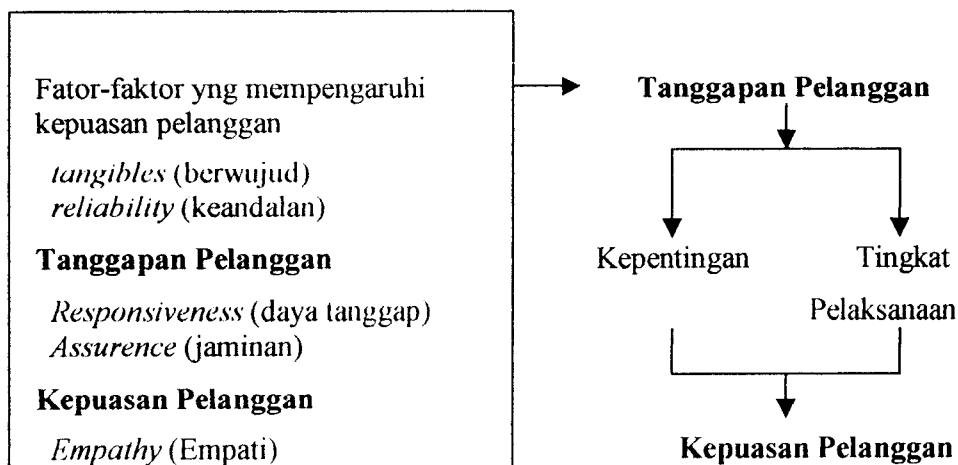 Fator-faktor yng mempengaruhi
kepuasan pelanggan
tangibles (berwujud)
reliability (keandalan)
Tanggapan Pelanggan
Responsiveness (daya tanggap)
Assurence (jaminan)
Kepuasan Pelanggan
Empathy (Empati)
Tanggapan Pelanggan
Kepentingan
Tingkat
Pelaksanaan
Kepuasan Pelanggan